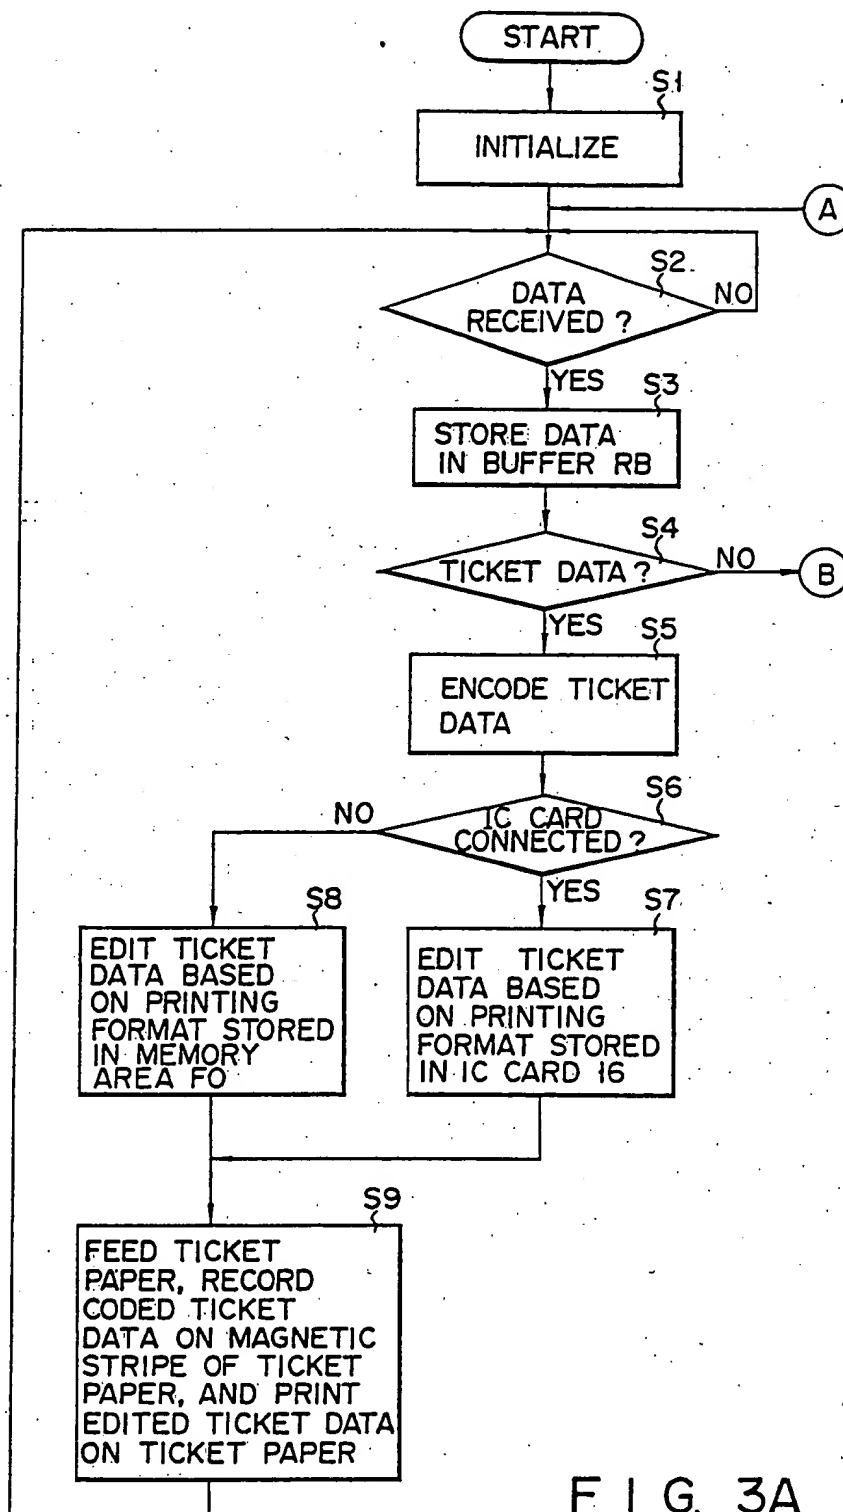 START
S1
INITIALIZE
A
S2
DATA
RECEIVED ?
NO
YES
S3
STORE DATA
IN BUFFER RB
S4
TICKET DATA ?
NO
B
YES
S5
ENCODE TICKET
DATA
S6
NO
IC CARD
CONNECTED ?
YES
S8
EDIT TICKET
DATA BASED
ON PRINTING
FORMAT STORED
IN MEMORY
AREA FO
S7
EDIT TICKET
DATA BASED
ON PRINTING
FORMAT STORED
IN IC CARD 16
S9
FEED TICKET
PAPER, RECORD
CODED TICKET
DATA ON MAGNETIC
STRIPE OF TICKET
PAPER, AND PRINT
EDITED TICKET DATA
ON TICKET PAPER
FIG. 3A